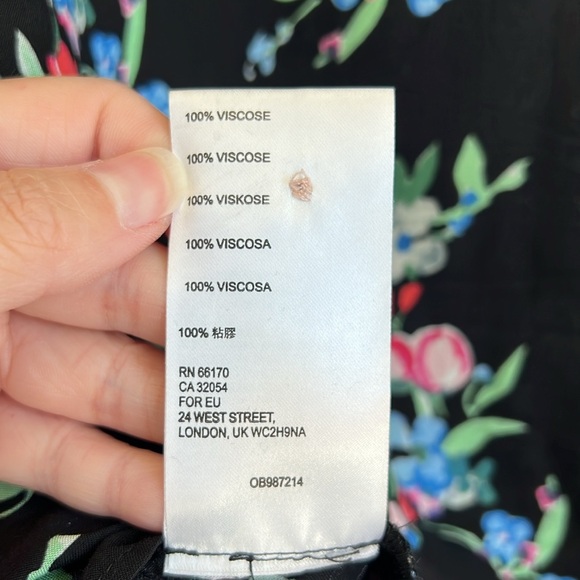 100% VISCOSE
100% VISCOSE
100% VISKOSE
100% VISCOSA
100% VISCOSA
100% 粘膠
RN 66170
CA 32054
FOR EU
24 WEST STREET,
LONDON, UK WC2H9NA
OB987214